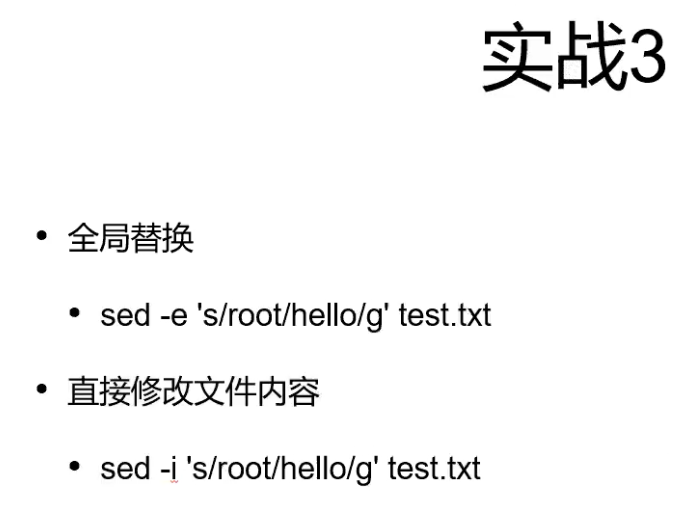 实战3
• 全局替换
• sed -e 's/root/hello/g' test.txt
• 直接修改文件内容
• sed -i 's/root/hello/g' test.txt